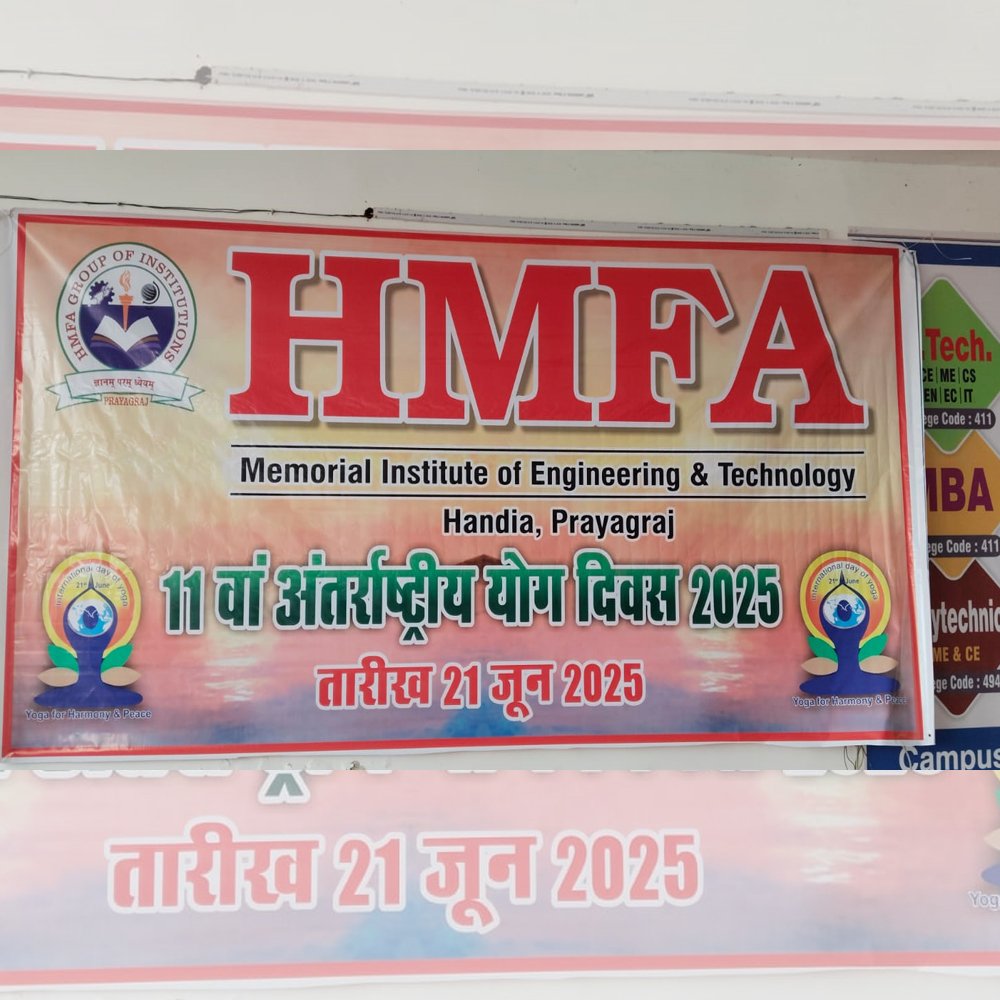 HMFA GROUP OF INSTITUTIONS
ज्ञानम् परम् ध्येयम्
PRAYAGRAJ
HMFA
Memorial Institute of Engineering & Technology
Handia, Prayagraj
11 वां अंतर्राष्ट्रीय योग दिवस 2025
तारीख 21 जून 2025
international day of yoga
21st June
Yoga for Harmony & Peace
international day of yoga
21st June
Yoga for Harmony & Peace
Tech.
CE | ME | CS
EN | EC | IT
ege Code : 411
MBA
ege Code : 411
ytechnic
ME & CE
ege Code : 494
Campus
तारीख 21 जून 2025
Yog